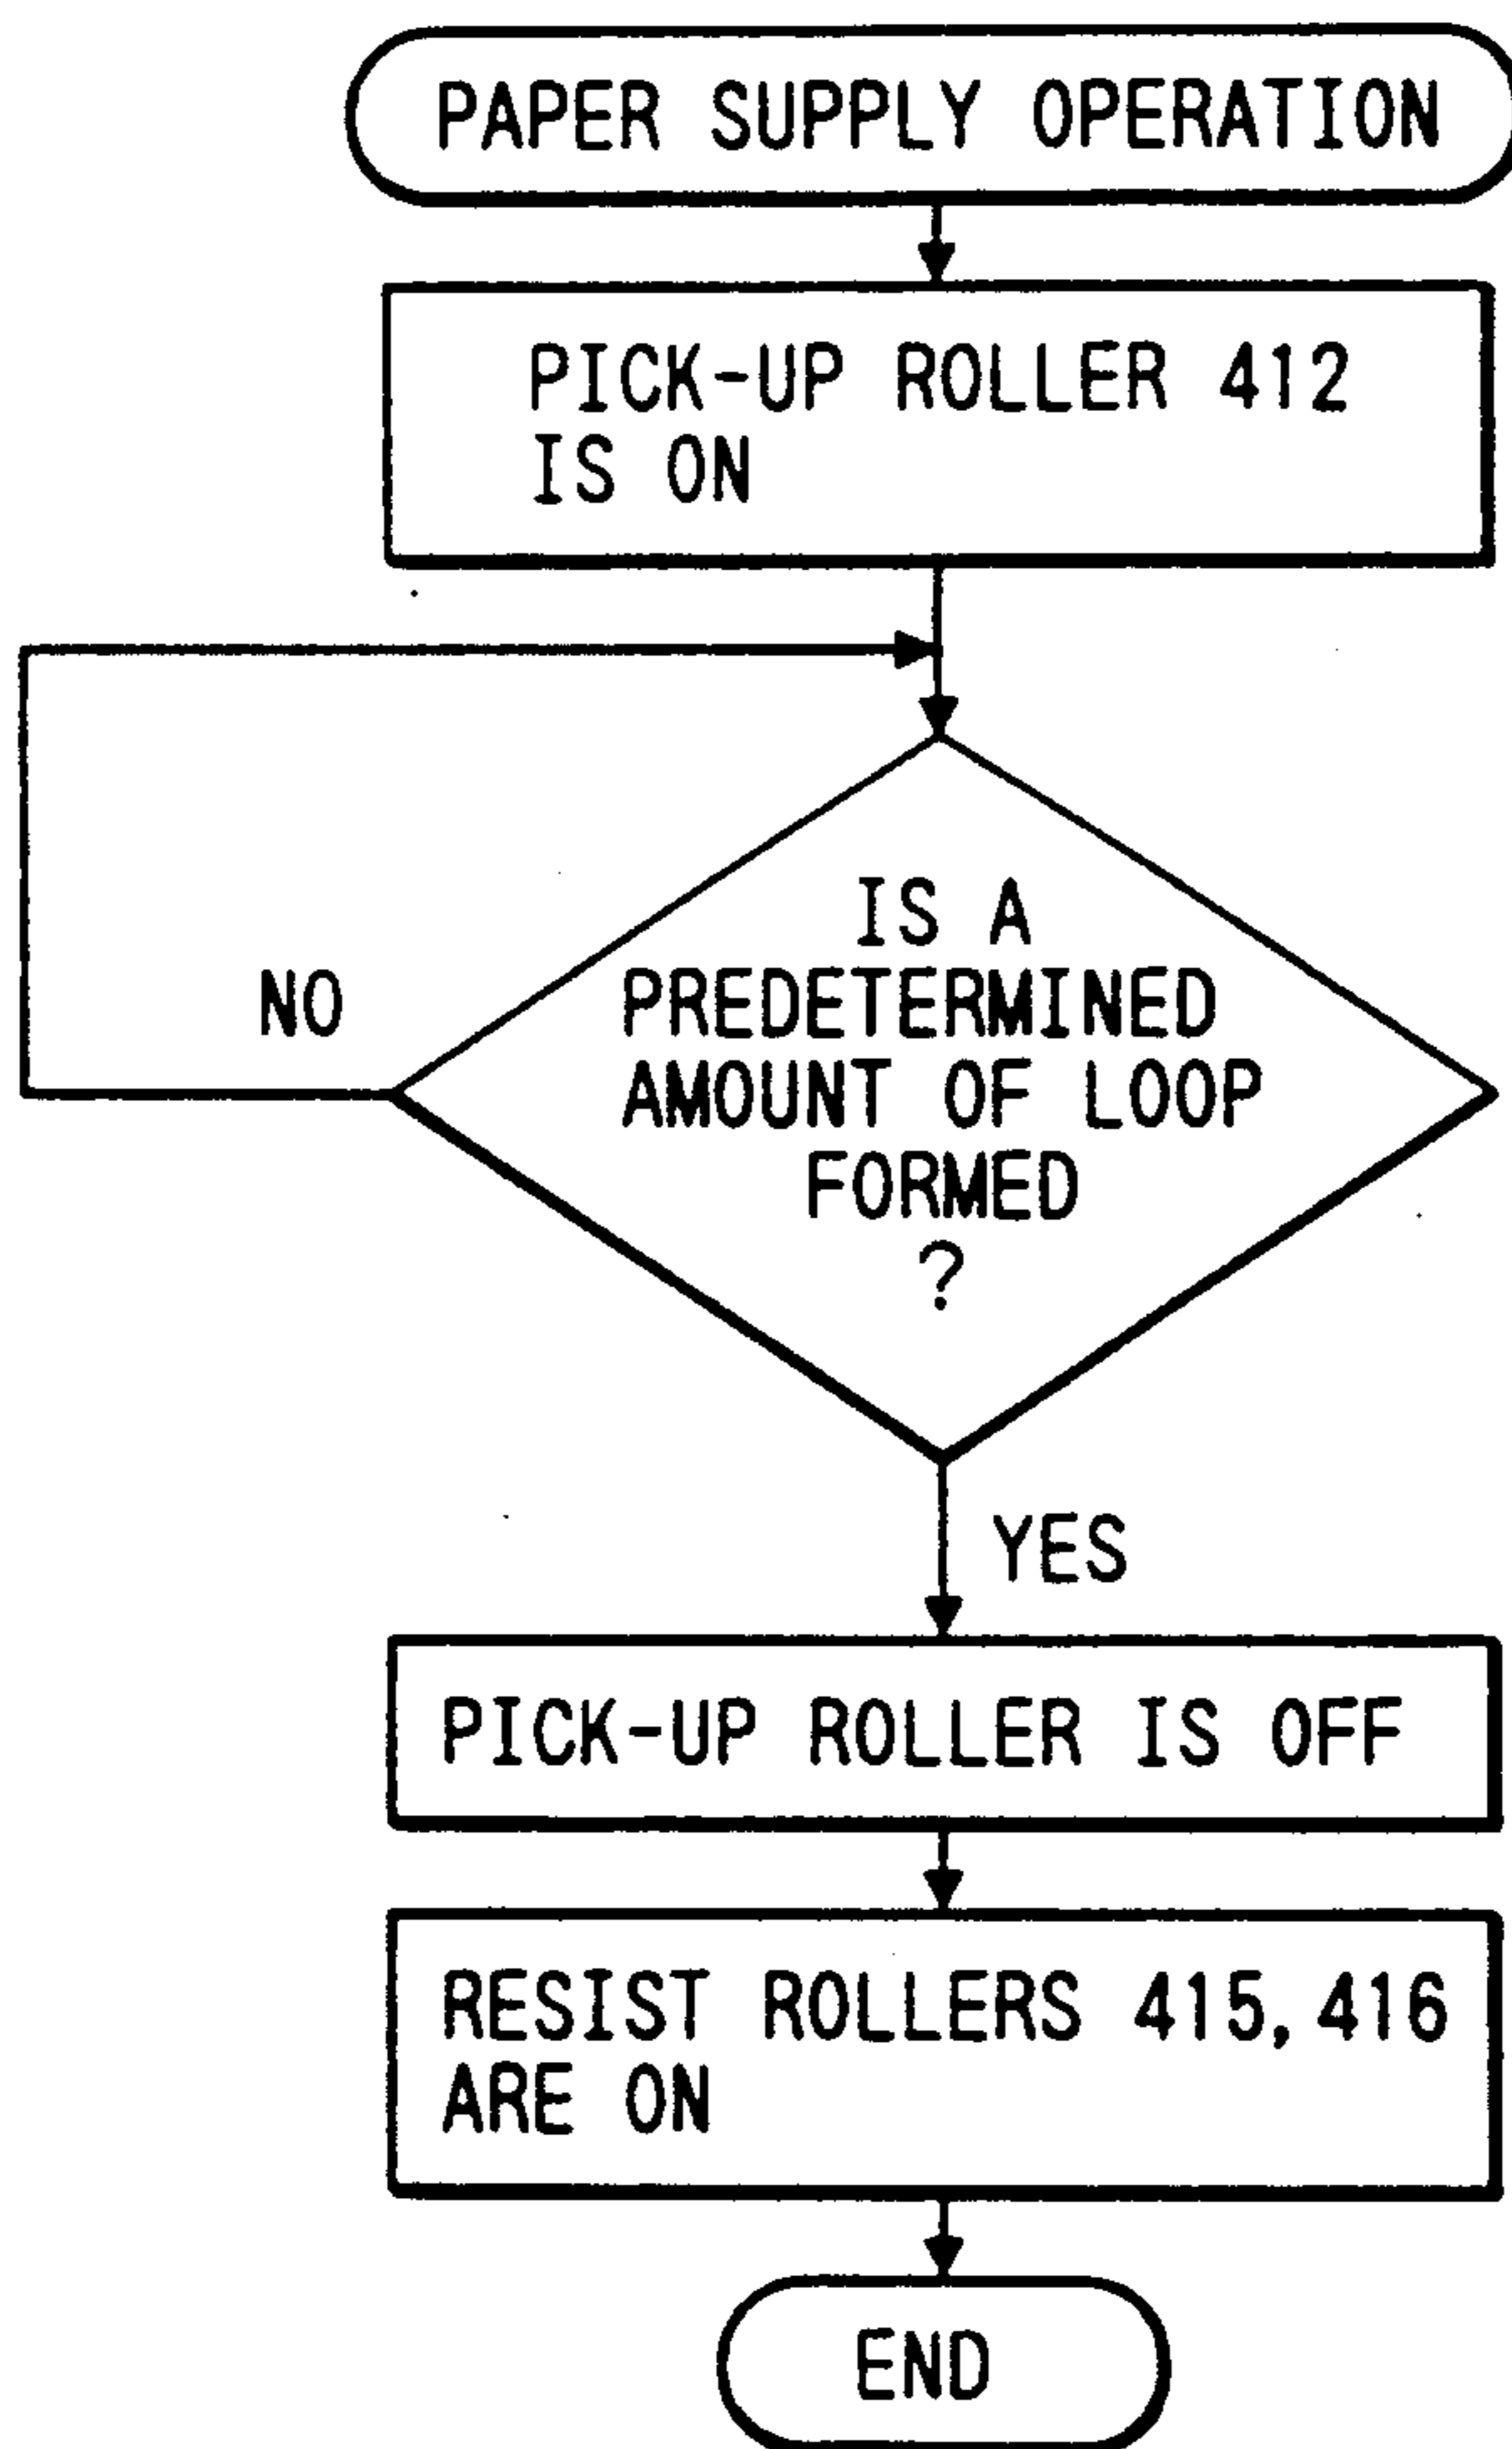 PAPER SUPPLY OPERATION
PICK-UP ROLLER 412
IS ON
IS A
PREDETERMINED
AMOUNT OF LOOP
FORMED
?
NO
YES
PICK-UP ROLLER IS OFF
RESIST ROLLERS 415,416
ARE ON
END